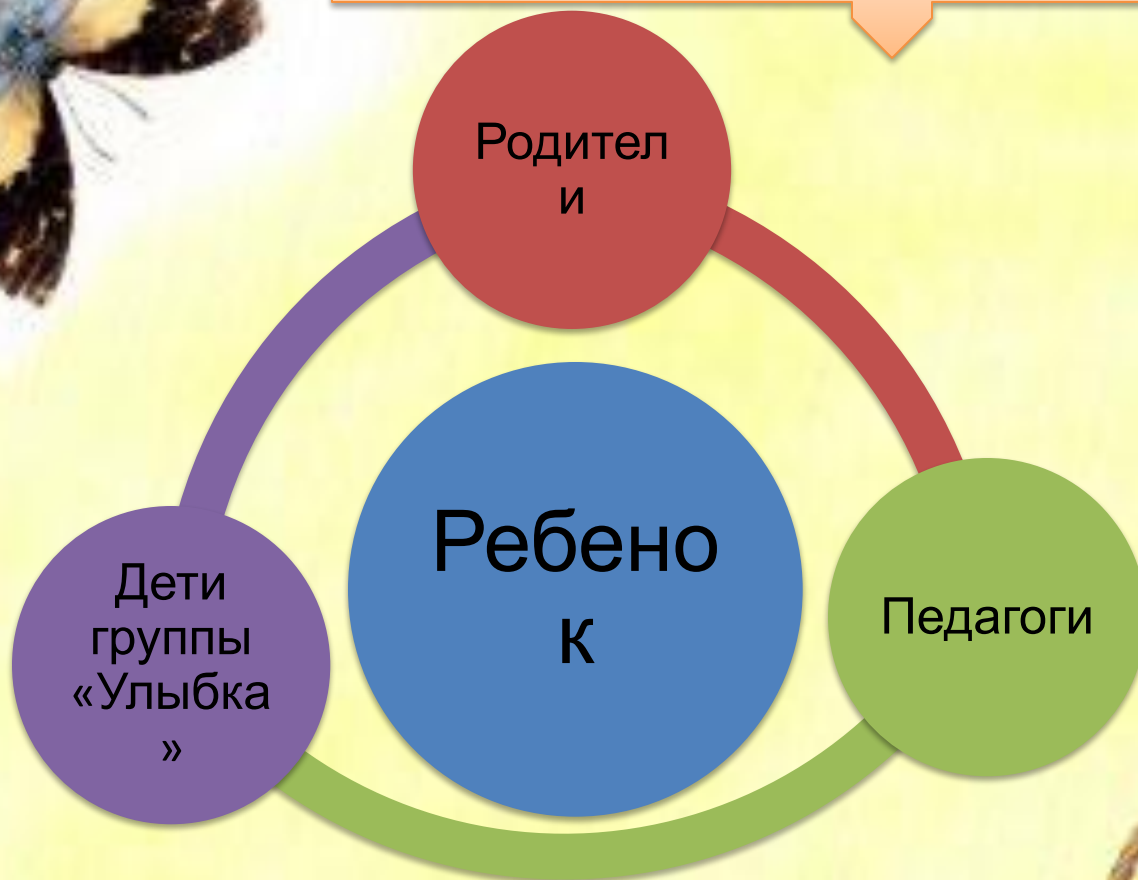 Родител
и
Ребено
к
Дети
группы
«Улыбка
»
Педагоги